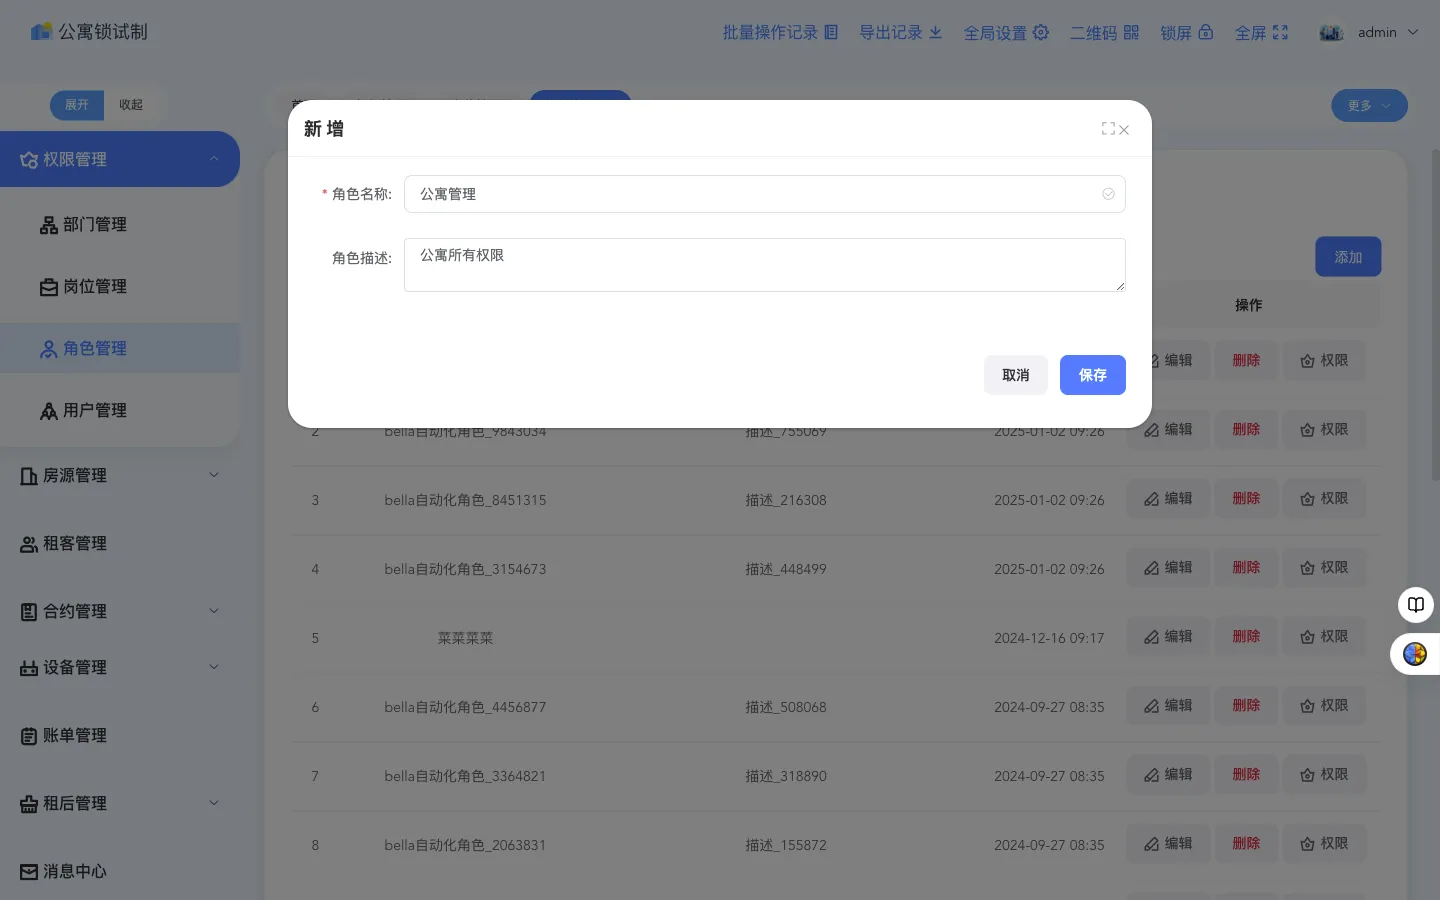 公寓锁试制
批量操作记录 导出记录 全局设置 二维码 锁屏 全屏 admin
展开 收起
更多
新增
权限管理
* 角色名称: 公寓管理
部门管理
角色描述: 公寓所有权限
添加
岗位管理
操作
角色管理
编辑 删除 权限
取消 保存
用户管理
2 bella自动化角色_9843034 描述_755069 2025-01-02 09:26 编辑 删除 权限
房源管理
3 bella自动化角色_8451315 描述_216308 2025-01-02 09:26 编辑 删除 权限
租客管理
4 bella自动化角色_3154673 描述_448499 2025-01-02 09:26 编辑 删除 权限
合约管理
5 菜菜菜菜 2024-12-16 09:17 编辑 删除 权限
设备管理
6 bella自动化角色_4456877 描述_508068 2024-09-27 08:35 编辑 删除 权限
账单管理
7 bella自动化角色_3364821 描述_318890 2024-09-27 08:35 编辑 删除 权限
租后管理
8 bella自动化角色_2063831 描述_155872 2024-09-27 08:35 编辑 删除 权限
消息中心